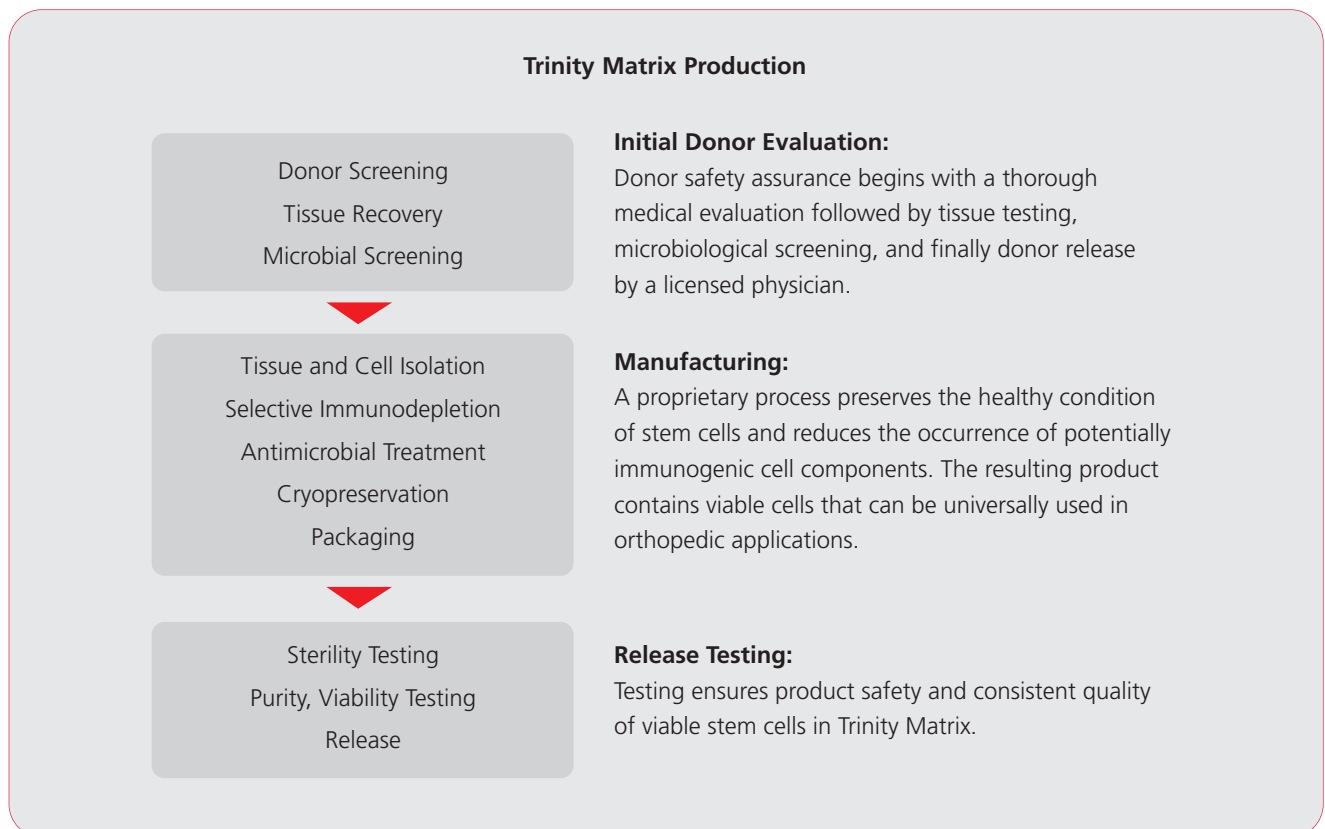 Trinity Matrix Production
Donor Screening
Tissue Recovery
Microbial Screening
Initial Donor Evaluation:
Donor safety assurance begins with a thorough
medical evaluation followed by tissue testing,
microbiological screening, and finally donor release
by a licensed physician.
Tissue and Cell Isolation
Selective Immunodepletion
Antimicrobial Treatment
Cryopreservation
Packaging
Manufacturing:
A proprietary process preserves the healthy condition
of stem cells and reduces the occurrence of potentially
immunogenic cell components. The resulting product
contains viable cells that can be universally used in
orthopedic applications.
Sterility Testing
Purity, Viability Testing
Release
Release Testing:
Testing ensures product safety and consistent quality
of viable stem cells in Trinity Matrix.